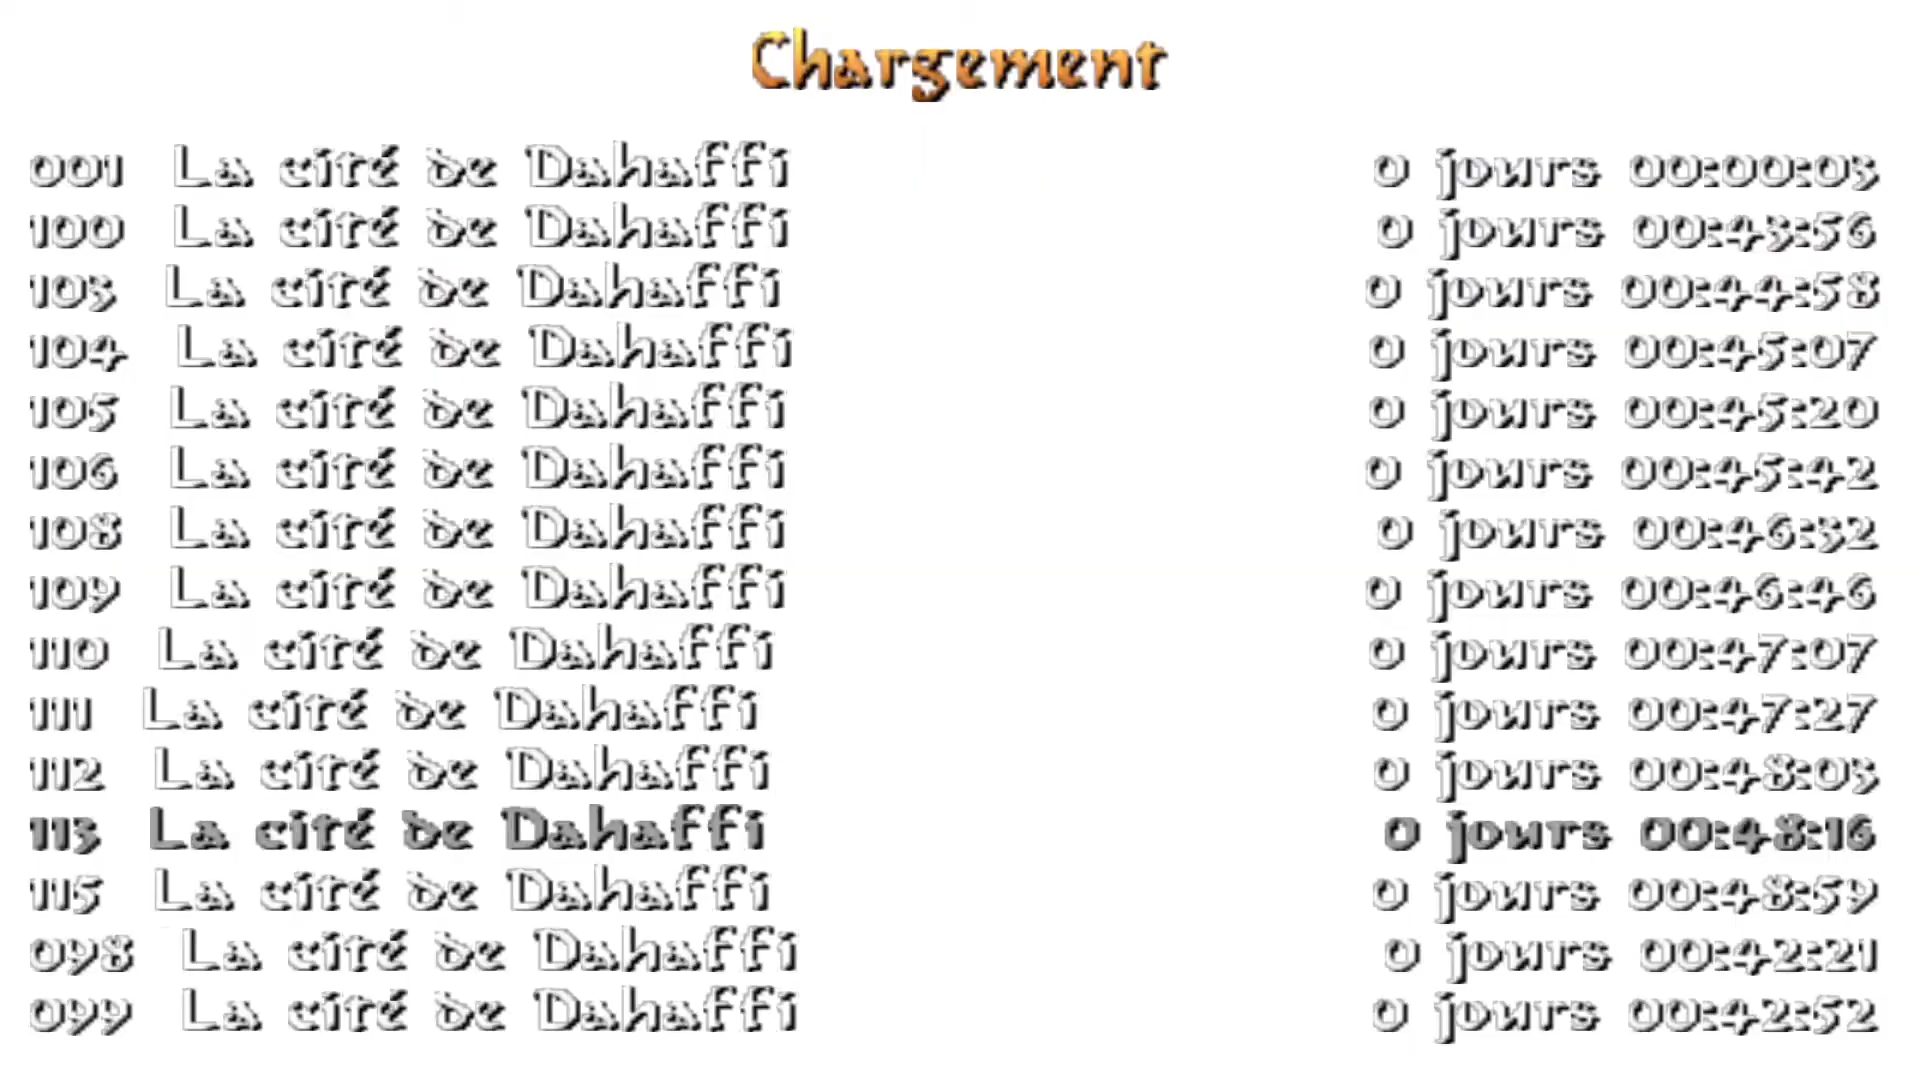 Chargement
001 La cité de Dahaffi 0 jours 00:00:03
100 La cité de Dahaffi 0 jours 00:43:56
103 La cité de Dahaffi 0 jours 00:44:58
104 La cité de Dahaffi 0 jours 00:45:07
105 La cité de Dahaffi 0 jours 00:45:20
106 La cité de Dahaffi 0 jours 00:45:42
108 La cité de Dahaffi 0 jours 00:46:32
109 La cité de Dahaffi 0 jours 00:46:46
110 La cité de Dahaffi 0 jours 00:47:07
111 La cité de Dahaffi 0 jours 00:47:27
112 La cité de Dahaffi 0 jours 00:48:03
113 La cité de Dahaffi 0 jours 00:48:16
115 La cité de Dahaffi 0 jours 00:48:59
098 La cité de Dahaffi 0 jours 00:42:21
099 La cité de Dahaffi 0 jours 00:42:52